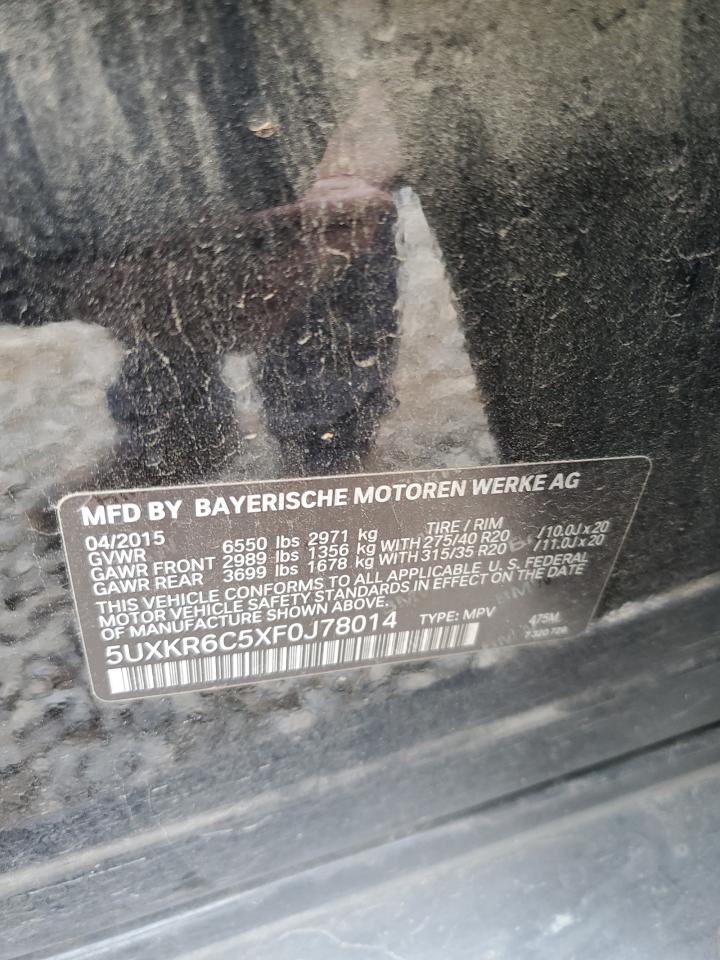 MFD BY BAYERISCHE MOTOREN WERKE AG
04/2015 TIRE / RIM
GVWR 6550 lbs 2971 kg
GAWR FRONT 2989 lbs 1356 kg WITH 275/40 R20 /10.0J x 20
GAWR REAR 3699 lbs 1678 kg WITH 315/35 R20 /11.0J x 20
THIS VEHICLE CONFORMS TO ALL APPLICABLE U. S. FEDERAL
MOTOR VEHICLE SAFETY STANDARDS IN EFFECT ON THE DATE
OF MANUFACTURE SHOWN ABOVE.
5UXKR6C5XF0J78014 TYPE: MPV 475M
7320728